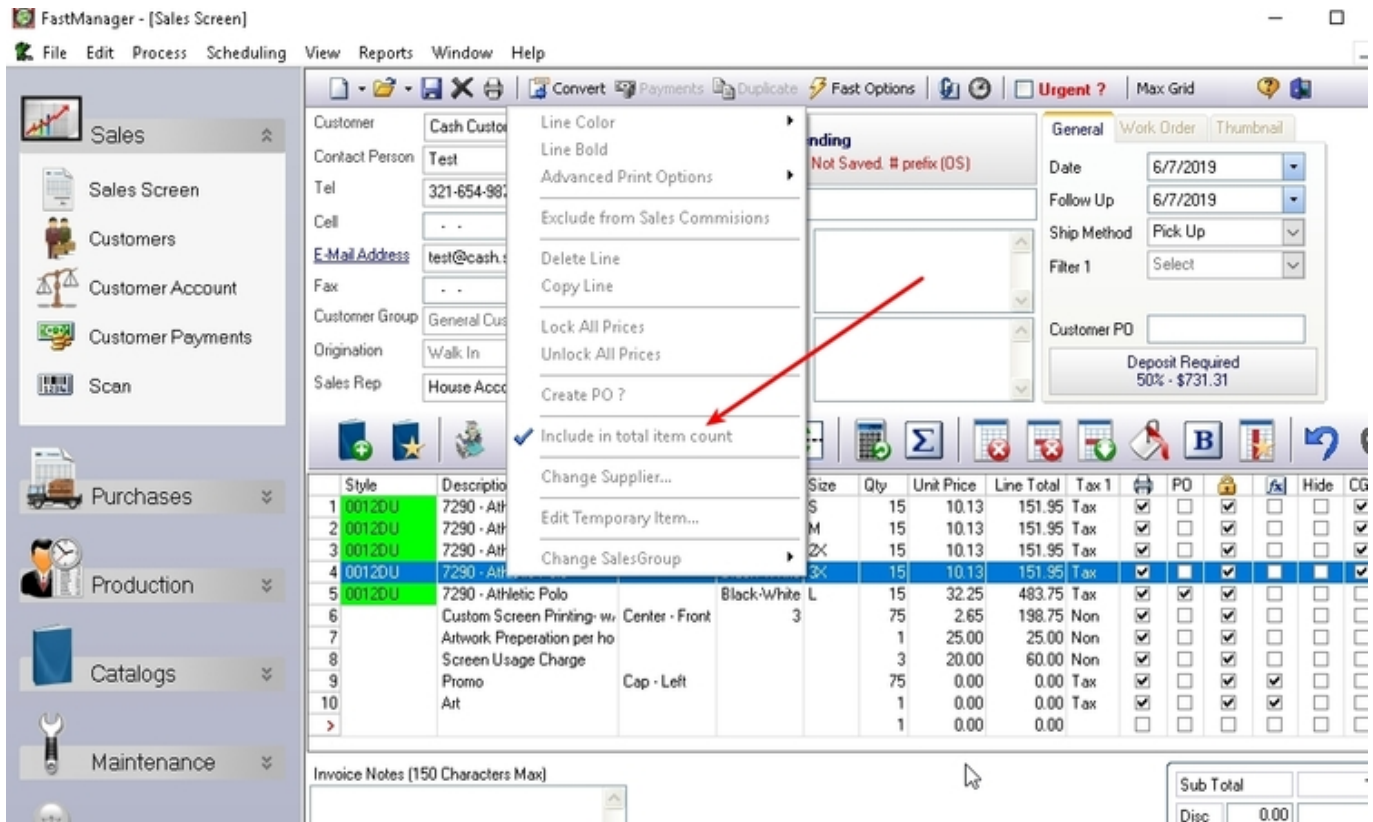 FastManager - [Sales Screen]
File Edit Process Scheduling View Reports Window Help
Convert Payments Duplicate Fast Options Urgent ? Max Grid
Sales
Sales Screen
Customers
Customer Account
Customer Payments
Scan
Purchases
Production
Catalogs
Maintenance
Customer Cash Custo
Contact Person Test
Tel 321-654-98
Cell - -
E-Mail Address test@cash.s
Fax - -
Customer Group General Cus
Origination Walk In
Sales Rep House Acco
Line Color
Line Bold
Advanced Print Options
Exclude from Sales Commisions
Delete Line
Copy Line
Lock All Prices
Unlock All Prices
Create PO ?
Include in total item count
Change Supplier...
Edit Temporary Item...
Change SalesGroup
nding
Not Saved. # prefix (OS)
General Work Order Thumbnail
Date 6/7/2019
Follow Up 6/7/2019
Ship Method Pick Up
Filter 1 Select
Customer PO
Deposit Required
50% - $731.31
B
Style Descriptio Size Qty Unit Price Line Total Tax 1 PO fx Hide CG
1 0012DU 7290 - Ath S 15 10.13 151.95 Tax
2 0012DU 7290 - Ath M 15 10.13 151.95 Tax
3 0012DU 7290 - Ath 2X 15 10.13 151.95 Tax
4 0012DU 7290 - Ath 3X 15 10.13 151.95 Tax
5 0012DU 7290 - Athletic Polo Black-White L 15 32.25 483.75 Tax
6 Custom Screen Printing- w Center - Front 3 75 2.65 198.75 Non
7 Artwork Preperation per ho 1 25.00 25.00 Non
8 Screen Usage Charge 3 20.00 60.00 Non
9 Promo Cap - Left 75 0.00 0.00 Tax
10 Art 1 0.00 0.00 Tax
> 1 0.00 0.00
Invoice Notes (150 Characters Max)
Sub Total
Disc 0.00